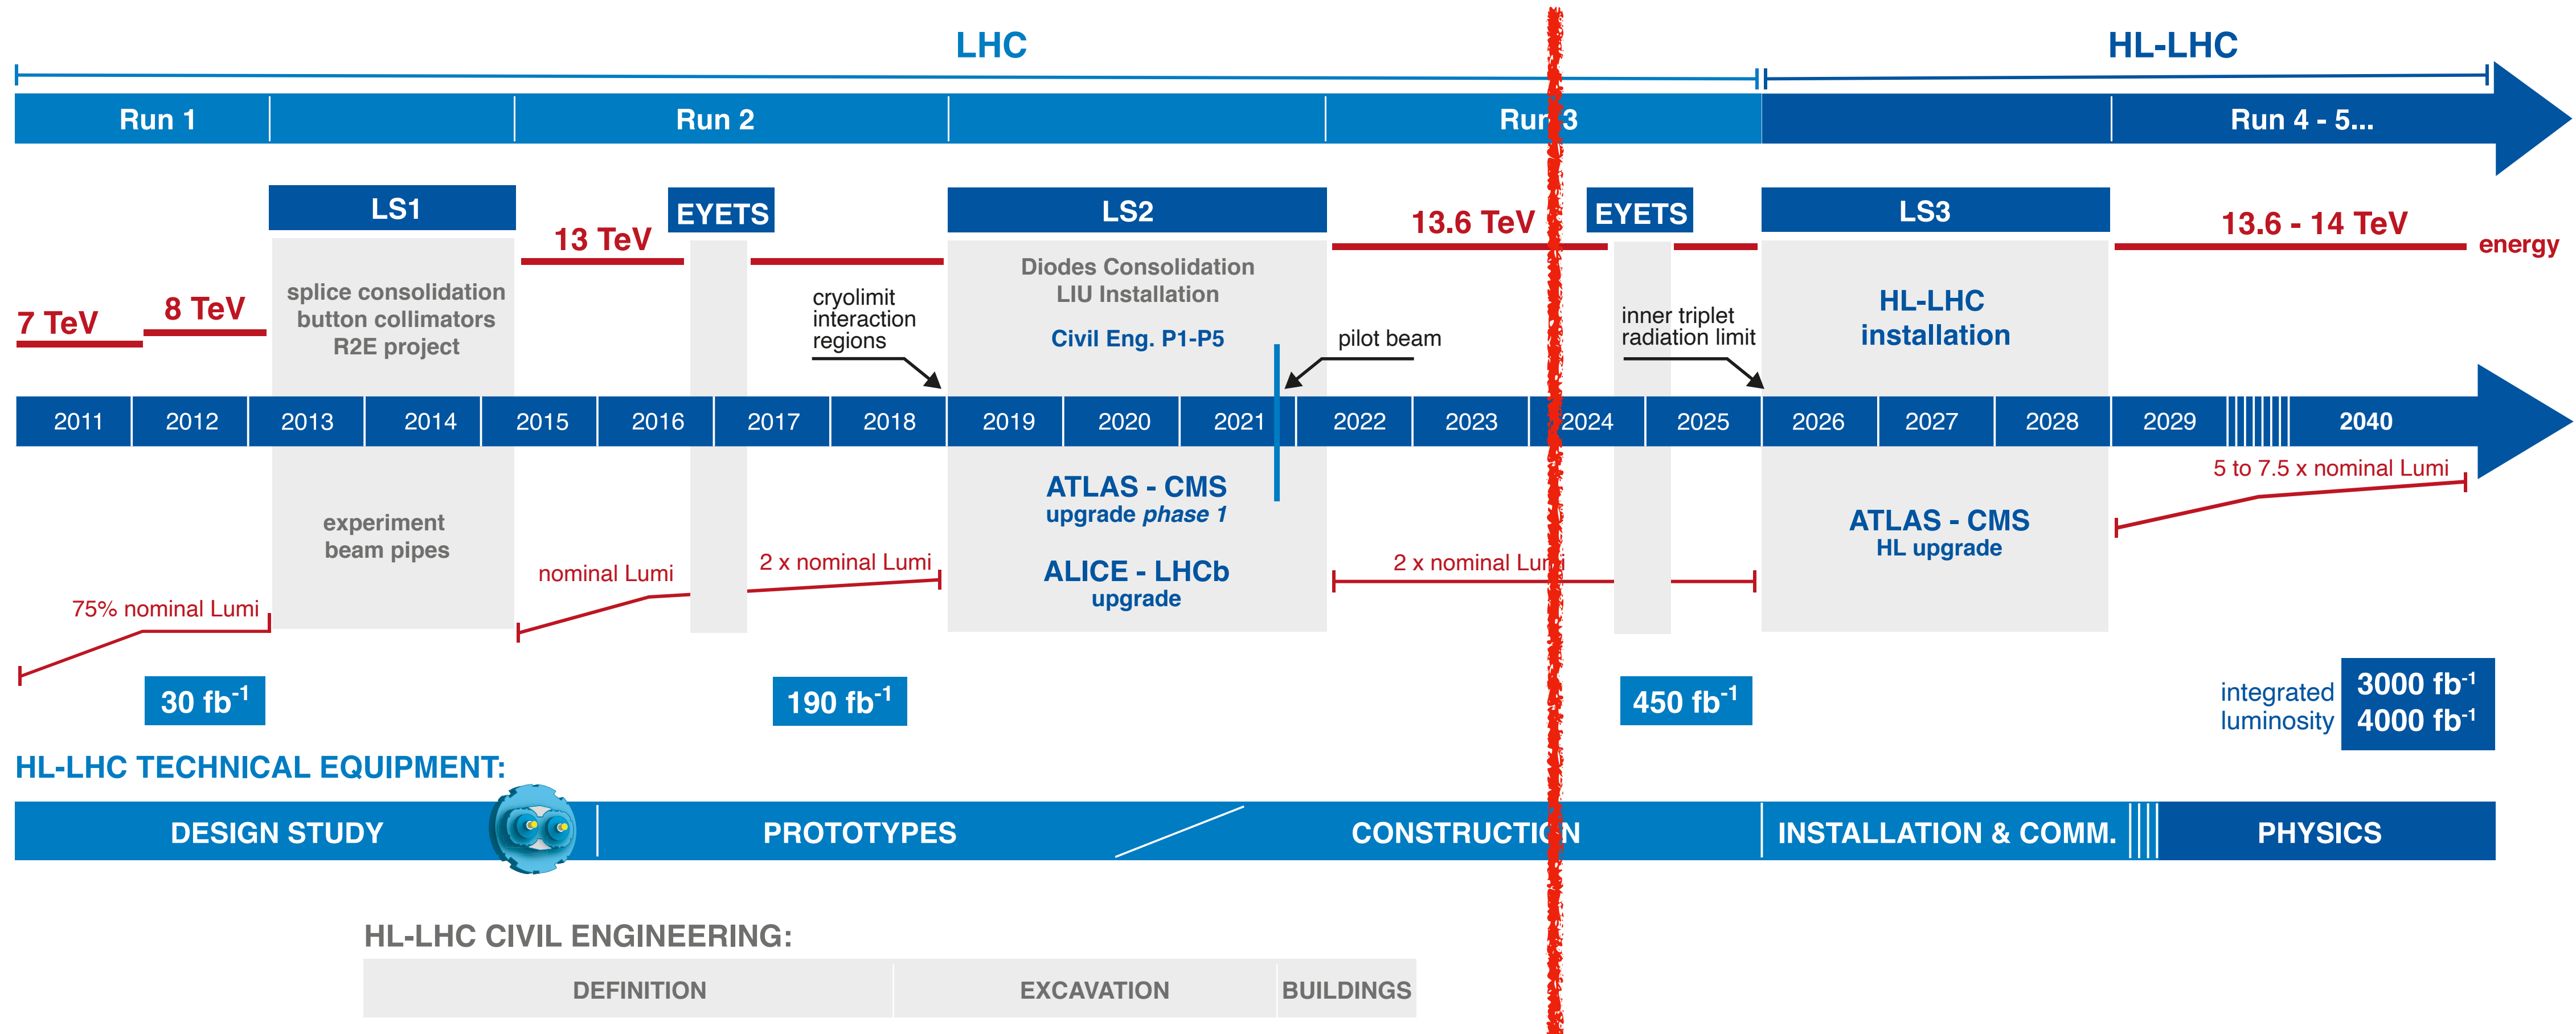 LHC
HL-LHC
Run 1
Run 2
Run 3
Run 4 - 5...
LS1
EYETS
LS2
EYETS
LS3
7 TeV
8 TeV
13 TeV
13.6 TeV
13.6 - 14 TeV
energy
splice consolidation
button collimators
R2E project
cryolimit
interaction
regions
Diodes Consolidation
LIU Installation
Civil Eng. P1-P5
pilot beam
inner triplet
radiation limit
HL-LHC
installation
2011
2012
2013
2014
2015
2016
2017
2018
2019
2020
2021
2022
2023
2024
2025
2026
2027
2028
2029
2040
experiment
beam pipes
75% nominal Lumi
nominal Lumi
2 x nominal Lumi
ATLAS - CMS
upgrade phase 1
ALICE - LHCb
upgrade
2 x nominal Lumi
ATLAS - CMS
HL upgrade
5 to 7.5 x nominal Lumi
30 fb-1
190 fb-1
450 fb-1
integrated
luminosity
3000 fb-1
4000 fb-1
HL-LHC TECHNICAL EQUIPMENT:
DESIGN STUDY
PROTOTYPES
CONSTRUCTION
INSTALLATION & COMM.
PHYSICS
HL-LHC CIVIL ENGINEERING:
DEFINITION
EXCAVATION
BUILDINGS